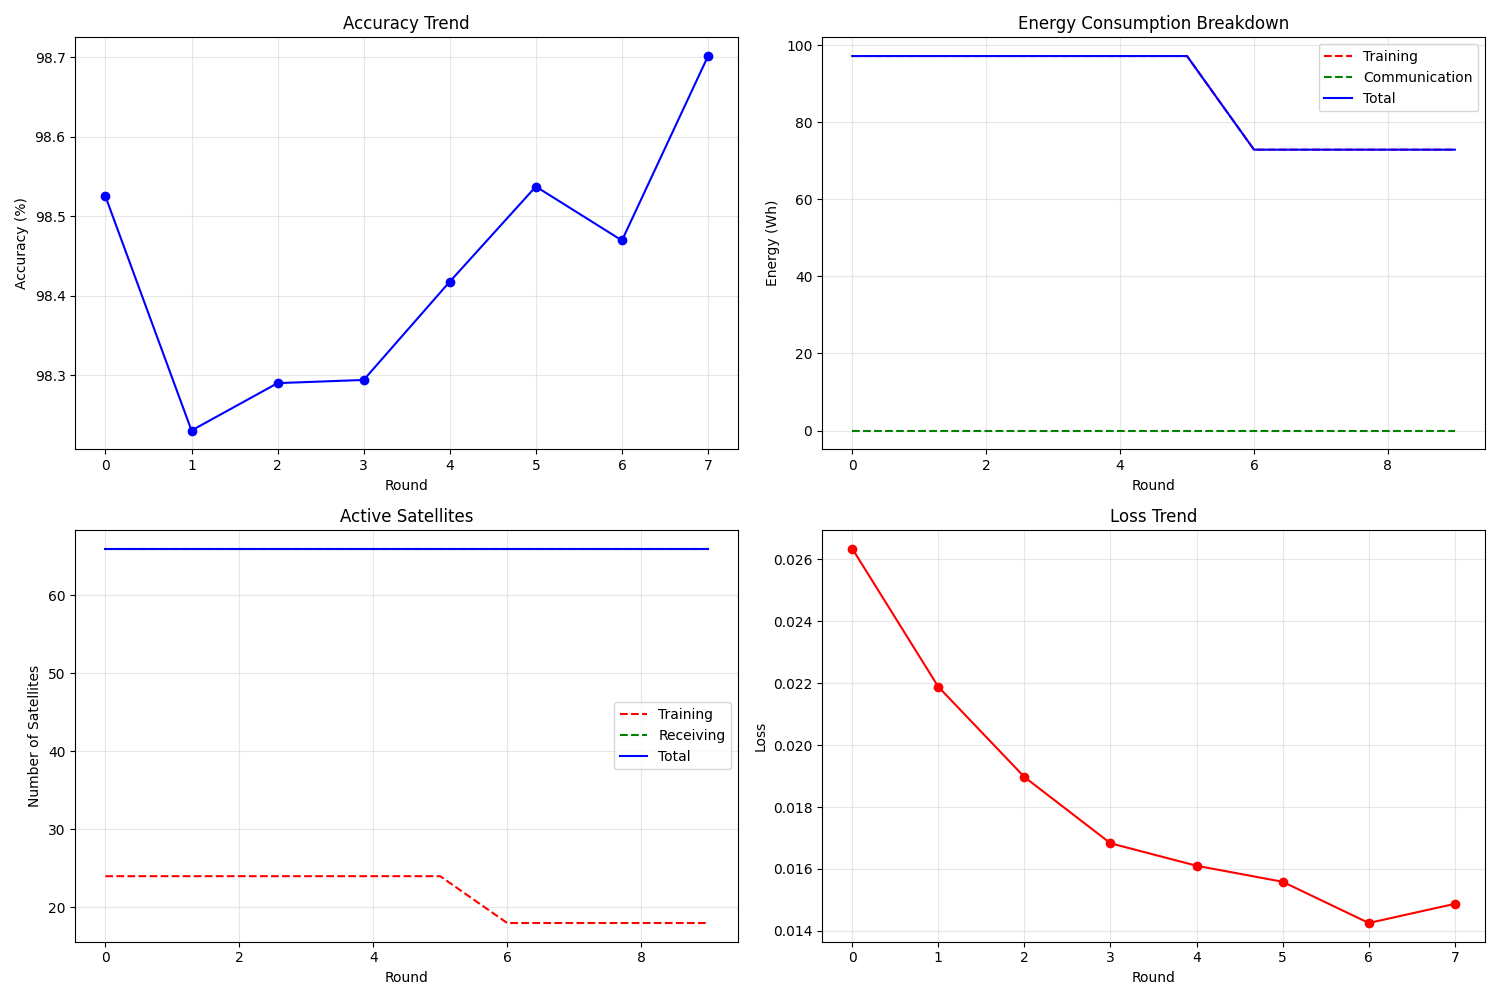 Accuracy Trend
Accuracy (%)
98.7
98.6
98.5
98.4
98.3
0 1 2 3 4 5 6 7
Round
Energy Consumption Breakdown
Energy (Wh)
100
80
60
40
20
0
Training
Communication
Total
0 2 4 6 8
Round
Active Satellites
Number of Satellites
60
50
40
30
20
Training
Receiving
Total
0 2 4 6 8
Round
Loss Trend
Loss
0.026
0.024
0.022
0.020
0.018
0.016
0.014
0 1 2 3 4 5 6 7
Round